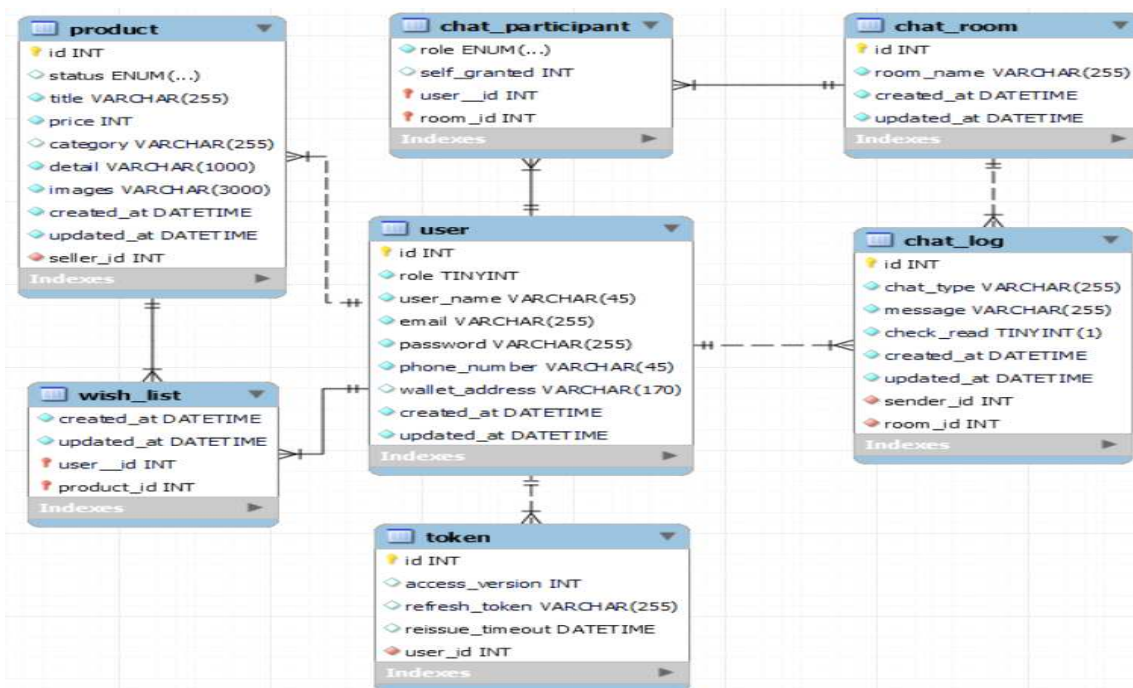 product
id INT
status ENUM(...)
title VARCHAR(255)
price INT
category VARCHAR(255)
detail VARCHAR(1000)
images VARCHAR(3000)
created_at DATETIME
updated_at DATETIME
seller_id INT
Indexes
chat_participant
role ENUM(...)
self_granted INT
user__id INT
room_id INT
Indexes
chat_room
id INT
room_name VARCHAR(255)
created_at DATETIME
updated_at DATETIME
Indexes
user
id INT
role TINYINT
user_name VARCHAR(45)
email VARCHAR(255)
password VARCHAR(255)
phone_number VARCHAR(45)
wallet_address VARCHAR(170)
created_at DATETIME
updated_at DATETIME
Indexes
chat_log
id INT
chat_type VARCHAR(255)
message VARCHAR(255)
check_read TINYINT(1)
created_at DATETIME
updated_at DATETIME
sender_id INT
room_id INT
Indexes
wish_list
created_at DATETIME
updated_at DATETIME
user__id INT
product_id INT
Indexes
token
id INT
access_version INT
refresh_token VARCHAR(255)
reissue_timeout DATETIME
user_id INT
Indexes